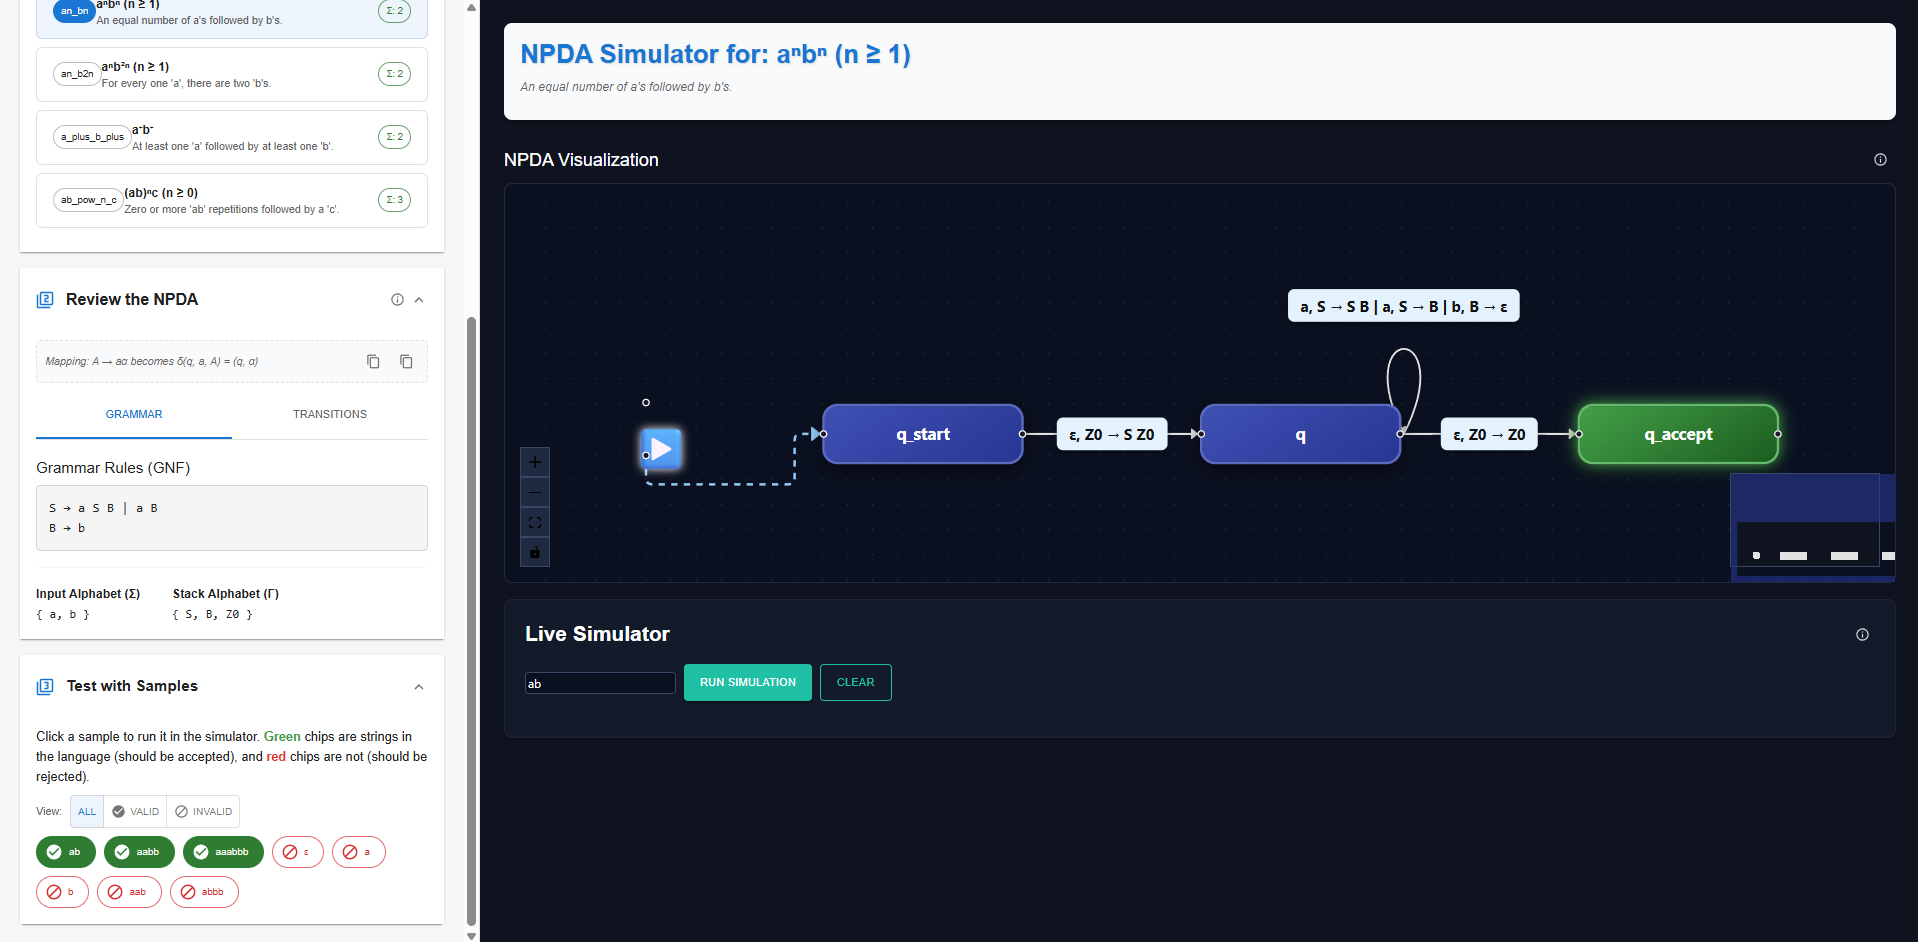 an_bn
aⁿbⁿ (n ≥ 1)
An equal number of a's followed by b's.
Σ: 2
an_b2n
aⁿb²ⁿ (n ≥ 1)
For every one 'a', there are two 'b's.
Σ: 2
a_plus_b_plus
a⁺b⁺
At least one 'a' followed by at least one 'b'.
Σ: 2
ab_pow_n_c
(ab)ⁿc (n ≥ 0)
Zero or more 'ab' repetitions followed by a 'c'.
Σ: 3
2
Review the NPDA
Mapping: A → aα becomes δ(q, a, A) = (q, α)
GRAMMAR
TRANSITIONS
Grammar Rules (GNF)
S → a S B | a B
B → b
Input Alphabet (Σ)
Stack Alphabet (Γ)
{ a, b }
{ S, B, Z0 }
3
Test with Samples
Click a sample to run it in the simulator. Green chips are strings in
the language (should be accepted), and red chips are not (should be
rejected).
View:
ALL
VALID
INVALID
ab
aabb
aaabbb
ε
a
b
aab
abbb
NPDA Simulator for: aⁿbⁿ (n ≥ 1)
An equal number of a's followed by b's.
NPDA Visualization
a, S → S B | a, S → B | b, B → ε
q_start
ε, Z0 → S Z0
q
ε, Z0 → Z0
q_accept
Live Simulator
ab
RUN SIMULATION
CLEAR